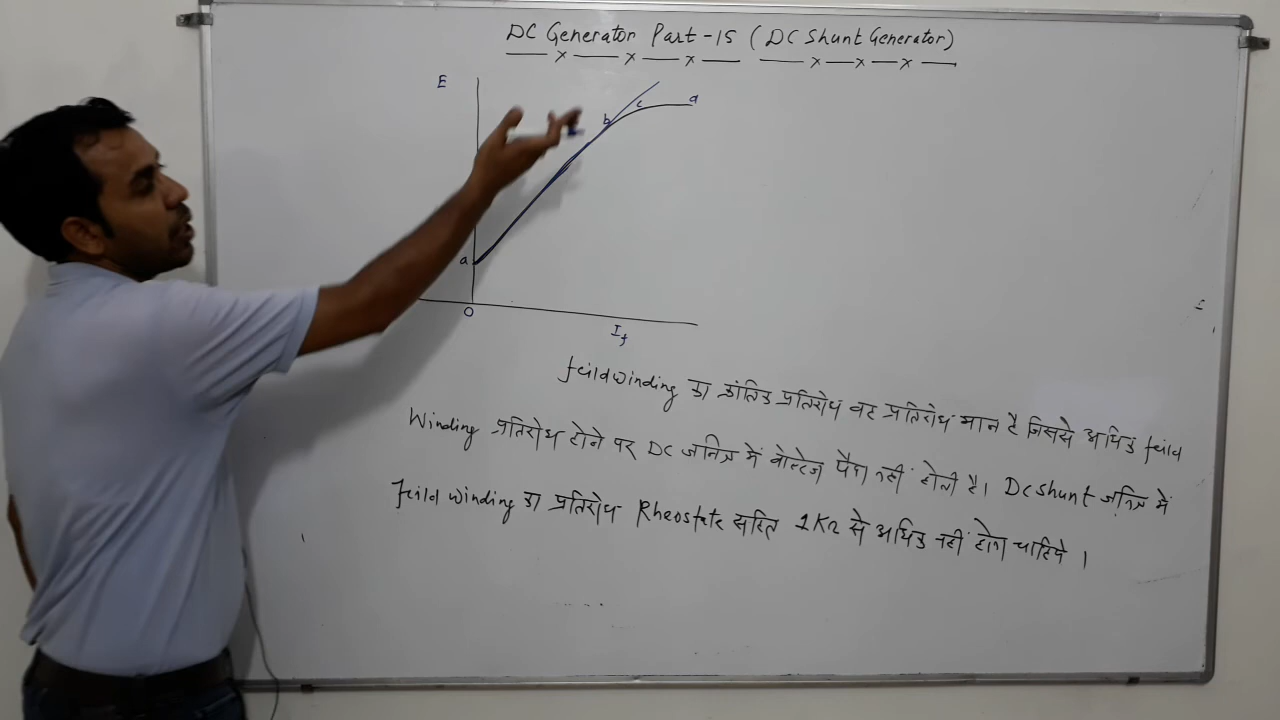 DC Generator Part-15 (DC Shunt Generator)
E
a
b
c
d
O
If
feildwinding का क्रांतिक प्रतिरोध वह प्रतिरोध मान है जिससे अधिक feild
Winding प्रतिरोध होने पर DC जनित्र में वोल्टेज पैदा नहीं होती है। DC shunt जनित्र में
feild winding का प्रतिरोध Rheostate सहित 1KΩ से अधिक नहीं होना चाहिये ।